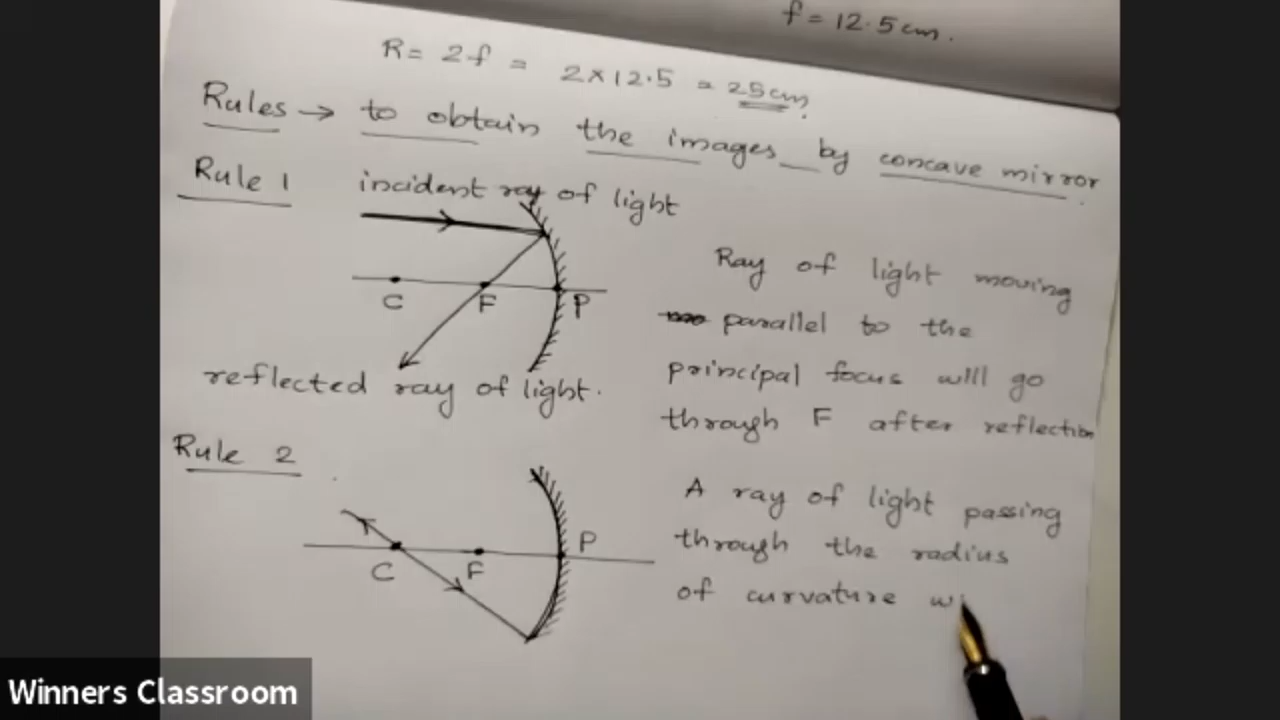 f = 12.5 cm.
R = 2f = 2 × 12.5 = 25cm.
Rules → to obtain the images by concave mirror.
Rule 1 incident ray of light
C F P
Ray of light moving
parallel to the
principal focus will go
through F after reflection
reflected ray of light.
Rule 2
C F P
A ray of light passing
through the radius
of curvature wi
Winners Classroom